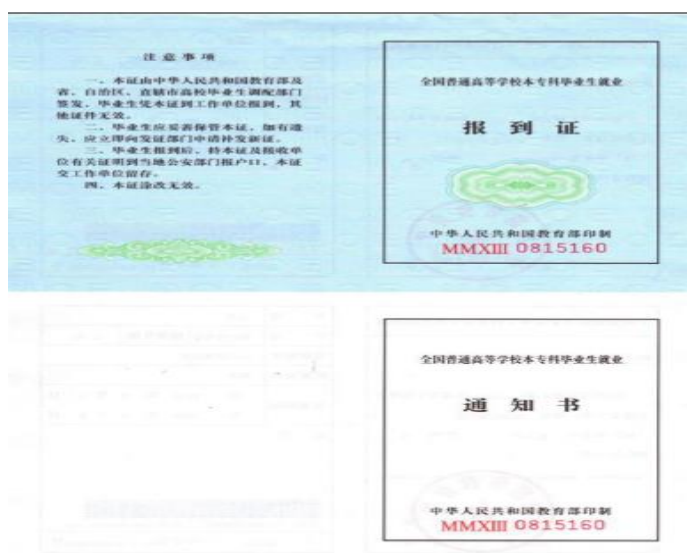 注意事项
一、本证由中华人民共和国教育部及
省、自治区、直辖市高校毕业生调配部门
签发，毕业生凭本证到工作单位报到，其
他证件无效。
二、毕业生应妥善保管本证，如有遗
失，应立即向发证部门申请补发新证。
三、毕业生报到后，持本证及接收单
位有关证明到当地公安部门报户口，本证
交工作单位留存。
四、本证涂改无效。
全国普通高等学校本专科毕业生就业
报到证
中华人民共和国教育部印制
MMXIII 0815160
全国普通高等学校本专科毕业生就业
通知书
中华人民共和国教育部印制
MMXIII 0815160